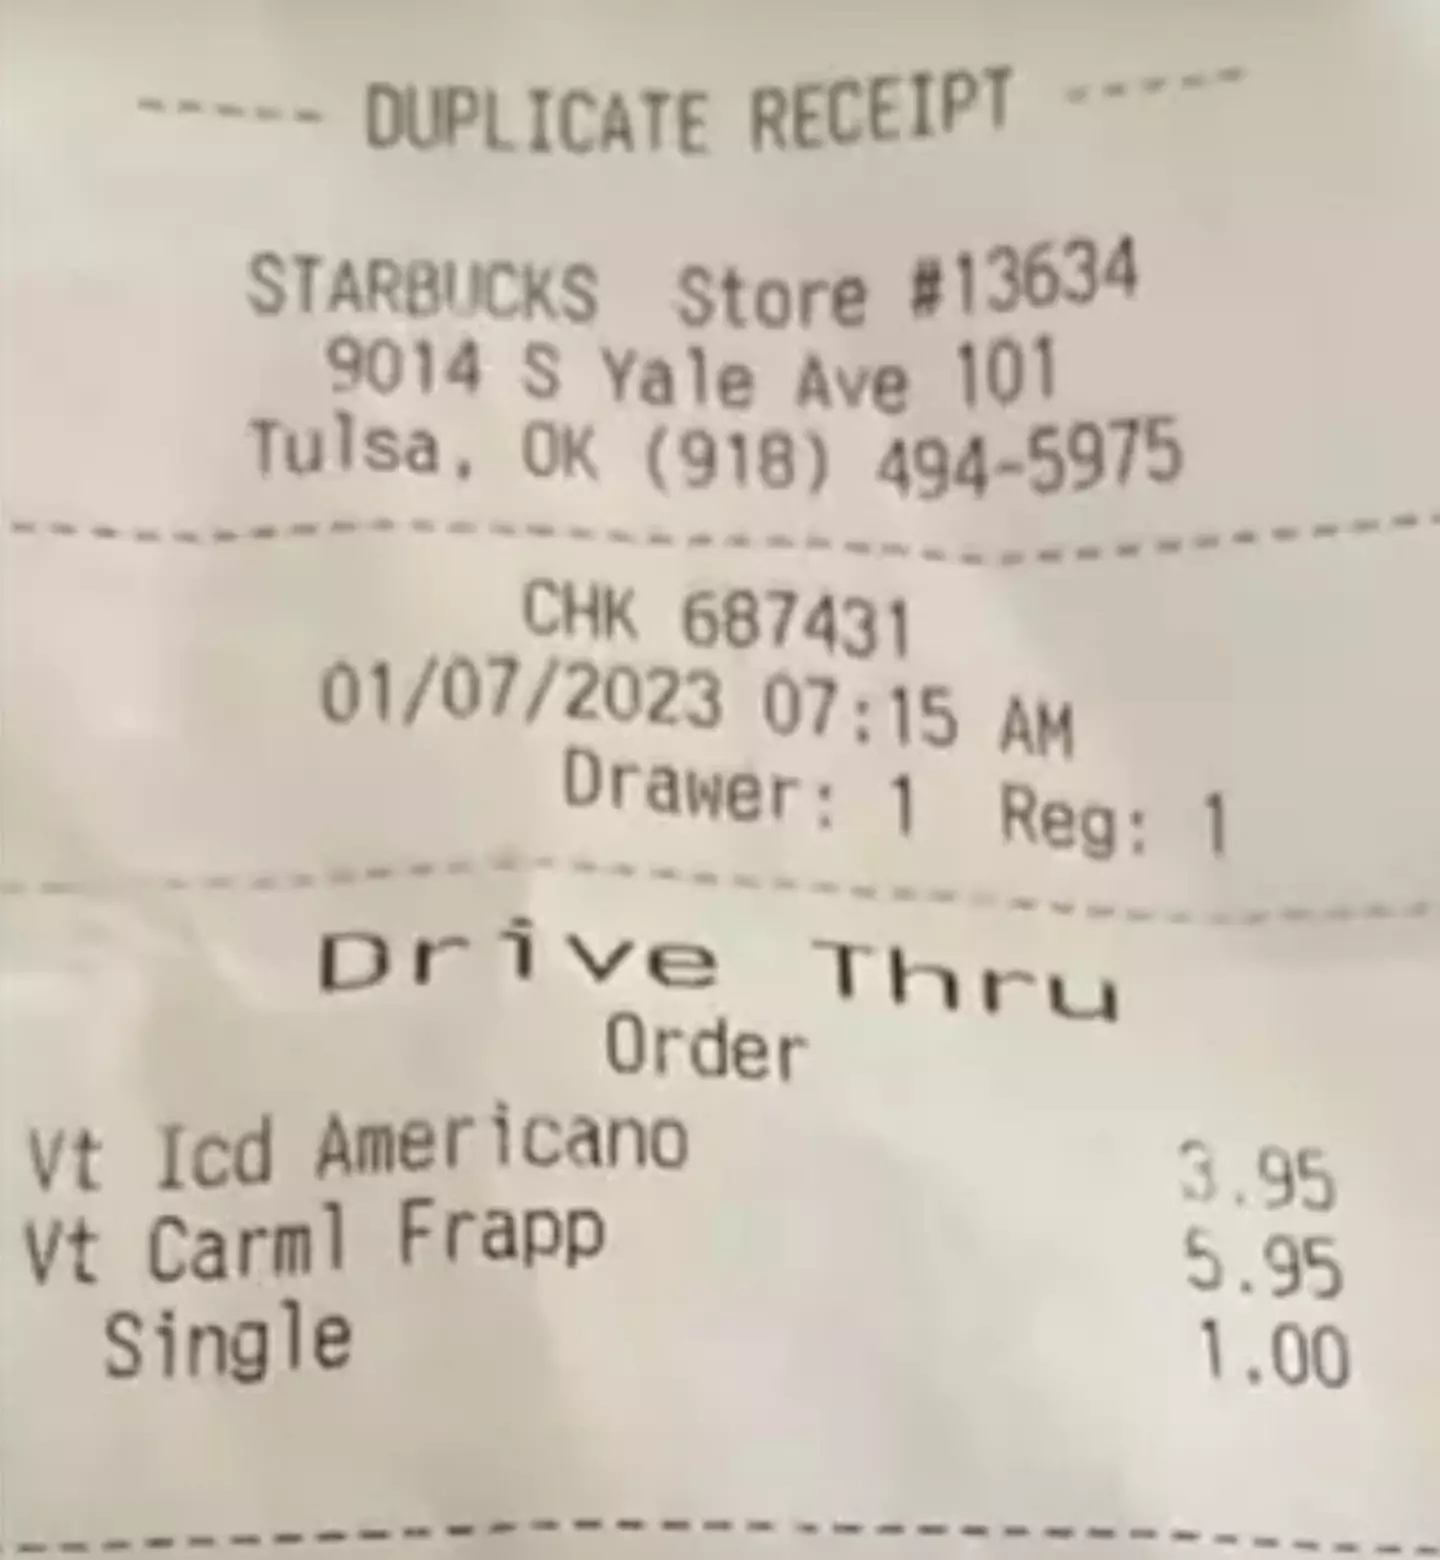 ----- DUPLICATE RECEIPT -----
STARBUCKS Store #13634
9014 S Yale Ave 101
Tulsa, OK (918) 494-5975
CHK 687431
01/07/2023 07:15 AM
Drawer: 1 Reg: 1
Drive Thru
Order
Vt Icd Americano 3.95
Vt Carml Frapp 5.95
Single 1.00